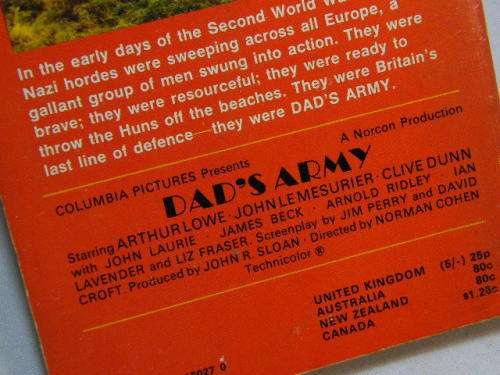 In the early days of the Second World Wa
Nazi hordes were sweeping across all Europe, a
gallant group of men swung into action. They were
brave; they were resourceful; they were ready to
throw the Huns off the beaches. They were Britain's
last line of defence—they were DAD'S ARMY.
A Norcon Production
COLUMBIA PICTURES Presents
DAD'S ARMY
Starring ARTHUR LOWE · JOHN LE MESURIER · CLIVE DUNN
with JOHN LAURIE · JAMES BECK · ARNOLD RIDLEY · IAN
LAVENDER and LIZ FRASER. Screenplay by JIM PERRY and DAVID
CROFT. Produced by JOHN R. SLOAN · Directed by NORMAN COHEN
Technicolor ®
UNITED KINGDOM (5/-) 25p
AUSTRALIA 80c
NEW ZEALAND 80c
CANADA $1.25c
5027 0